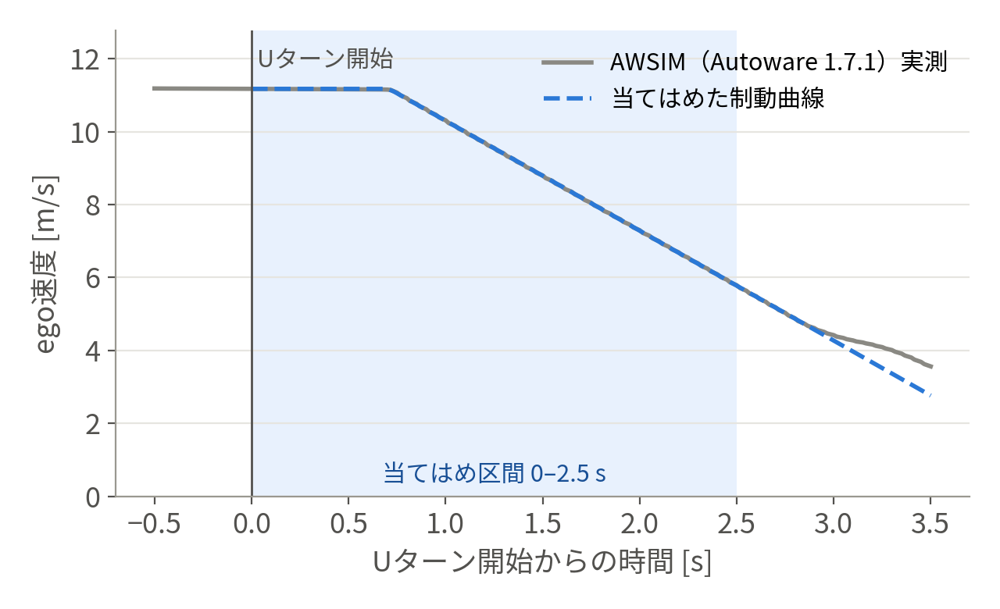 Uターン開始
AWSIM（Autoware 1.7.1）実測
当てはめた制動曲線
12
10
8
6
4
2
0
ego速度 [m/s]
当てはめ区間 0–2.5 s
−0.5 0.0 0.5 1.0 1.5 2.0 2.5 3.0 3.5
Uターン開始からの時間 [s]